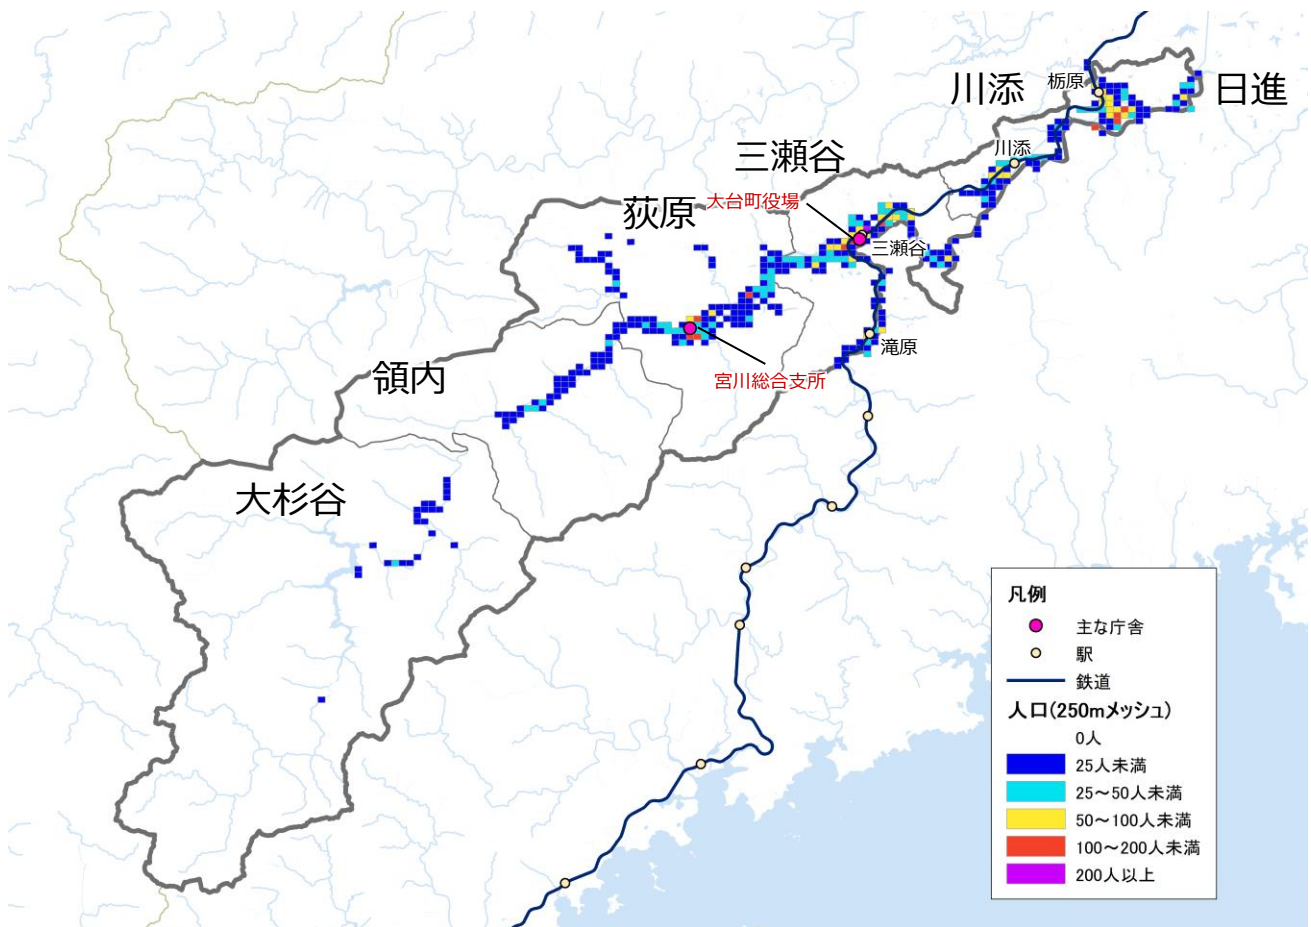 川添
栃原
日進
川添
三瀬谷
大台町役場
荻原
三瀬谷
滝原
宮川総合支所
領内
大杉谷
凡例
主な庁舎
駅
鉄道
人口(250mメッシュ)
0人
25人未満
25～50人未満
50～100人未満
100～200人未満
200人以上